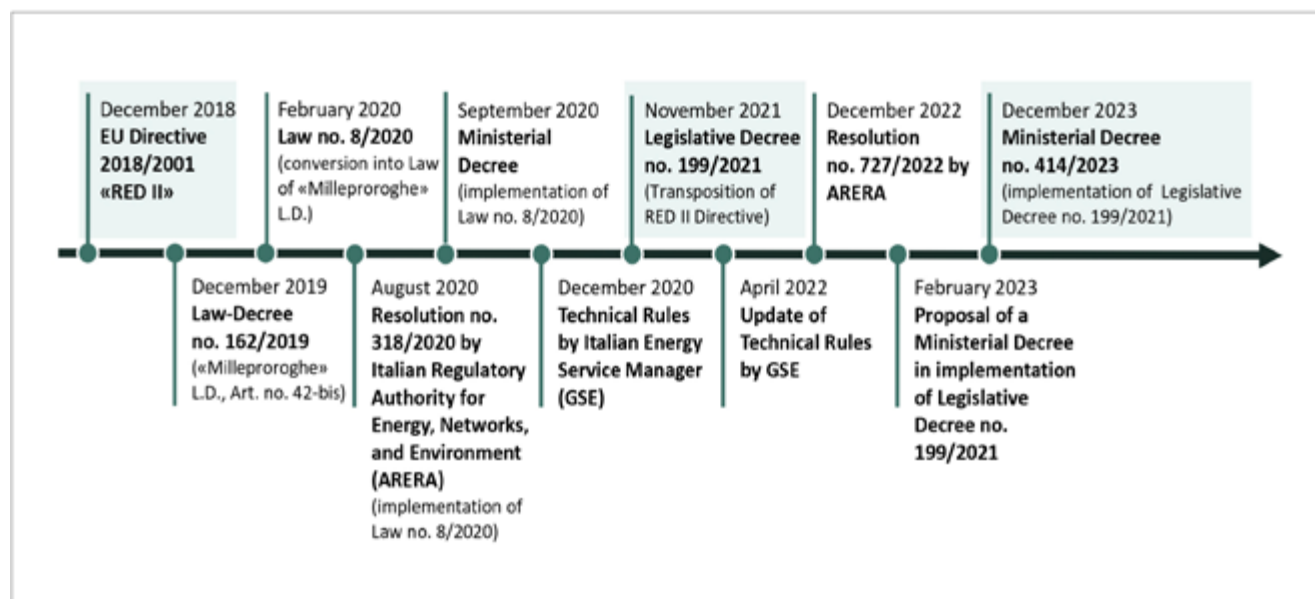 December 2018
EU Directive
2018/2001
«RED II»
February 2020
Law no. 8/2020
(conversion into Law
of «Milleproroghe»
L.D.)
September 2020
Ministerial
Decree
(implementation of
Law no. 8/2020)
November 2021
Legislative Decree
no. 199/2021
(Transposition of
RED II Directive)
December 2022
Resolution
no. 727/2022 by
ARERA
December 2023
Ministerial Decree
no. 414/2023
(implementation of Legislative
Decree no. 199/2021)
December 2019
Law-Decree
no. 162/2019
(«Milleproroghe»
L.D., Art. no. 42-bis)
August 2020
Resolution no.
318/2020 by
Italian Regulatory
Authority for
Energy, Networks,
and Environment
(ARERA)
(implementation of
Law no. 8/2020)
December 2020
Technical Rules
by Italian Energy
Service Manager
(GSE)
April 2022
Update of
Technical Rules
by GSE
February 2023
Proposal of a
Ministerial Decree
in implementation
of Legislative
Decree no.
199/2021